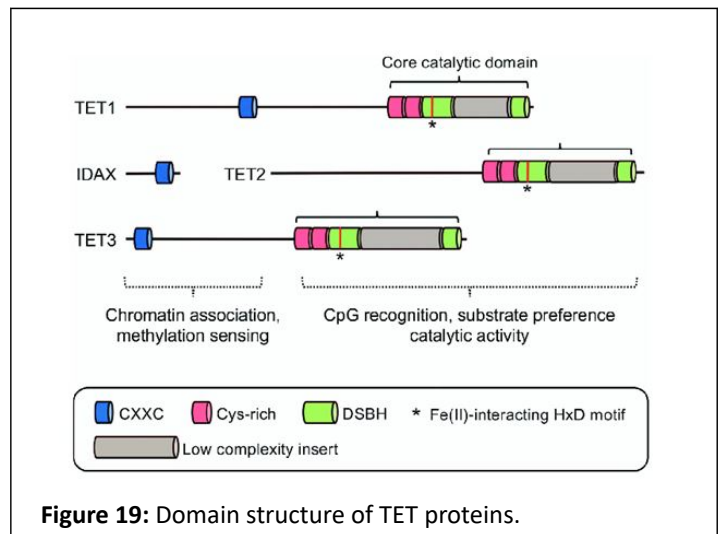 Core catalytic domain
TET1
*
IDAX
TET2
*
TET3
*
Chromatin association,
methylation sensing
CpG recognition, substrate preference
catalytic activity
CXXC
Cys-rich
DSBH
* Fe(II)-interacting HxD motif
Low complexity insert
Figure 19: Domain structure of TET proteins.